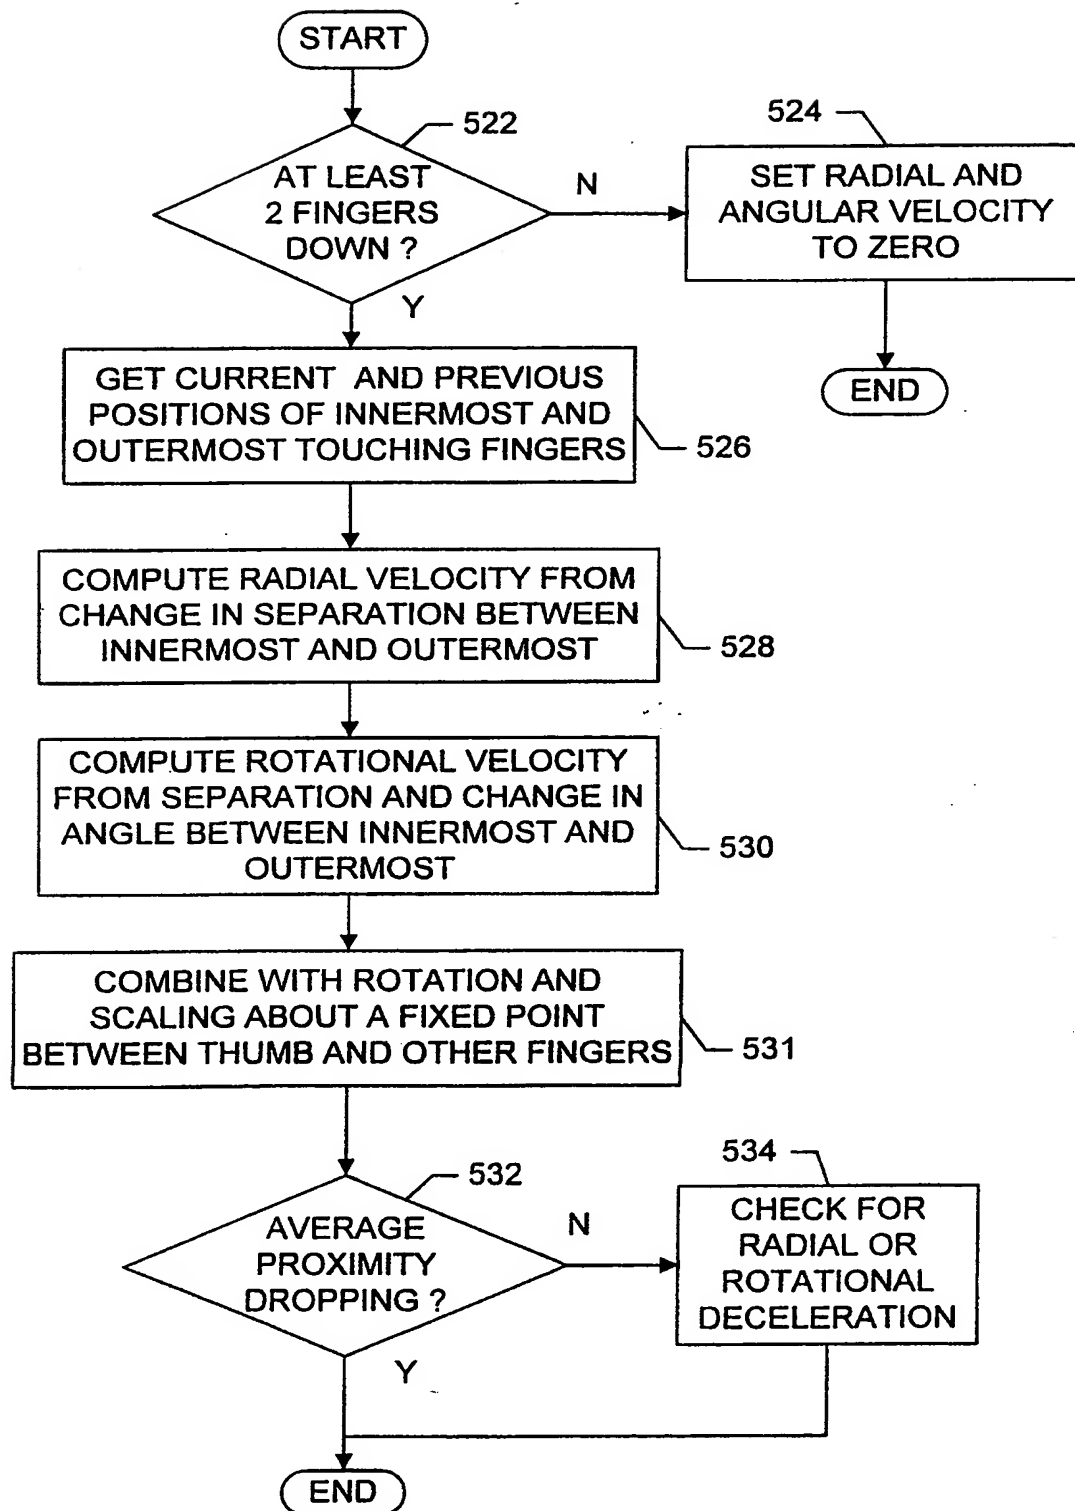 START
522
AT LEAST
2 FINGERS
DOWN ?
N
Y
524
SET RADIAL AND
ANGULAR VELOCITY
TO ZERO
END
GET CURRENT AND PREVIOUS
POSITIONS OF INNERMOST AND
OUTERMOST TOUCHING FINGERS
526
COMPUTE RADIAL VELOCITY FROM
CHANGE IN SEPARATION BETWEEN
INNERMOST AND OUTERMOST
528
COMPUTE ROTATIONAL VELOCITY
FROM SEPARATION AND CHANGE IN
ANGLE BETWEEN INNERMOST AND
OUTERMOST
530
COMBINE WITH ROTATION AND
SCALING ABOUT A FIXED POINT
BETWEEN THUMB AND OTHER FINGERS
531
532
AVERAGE
PROXIMITY
DROPPING ?
N
Y
534
CHECK FOR
RADIAL OR
ROTATIONAL
DECELERATION
END